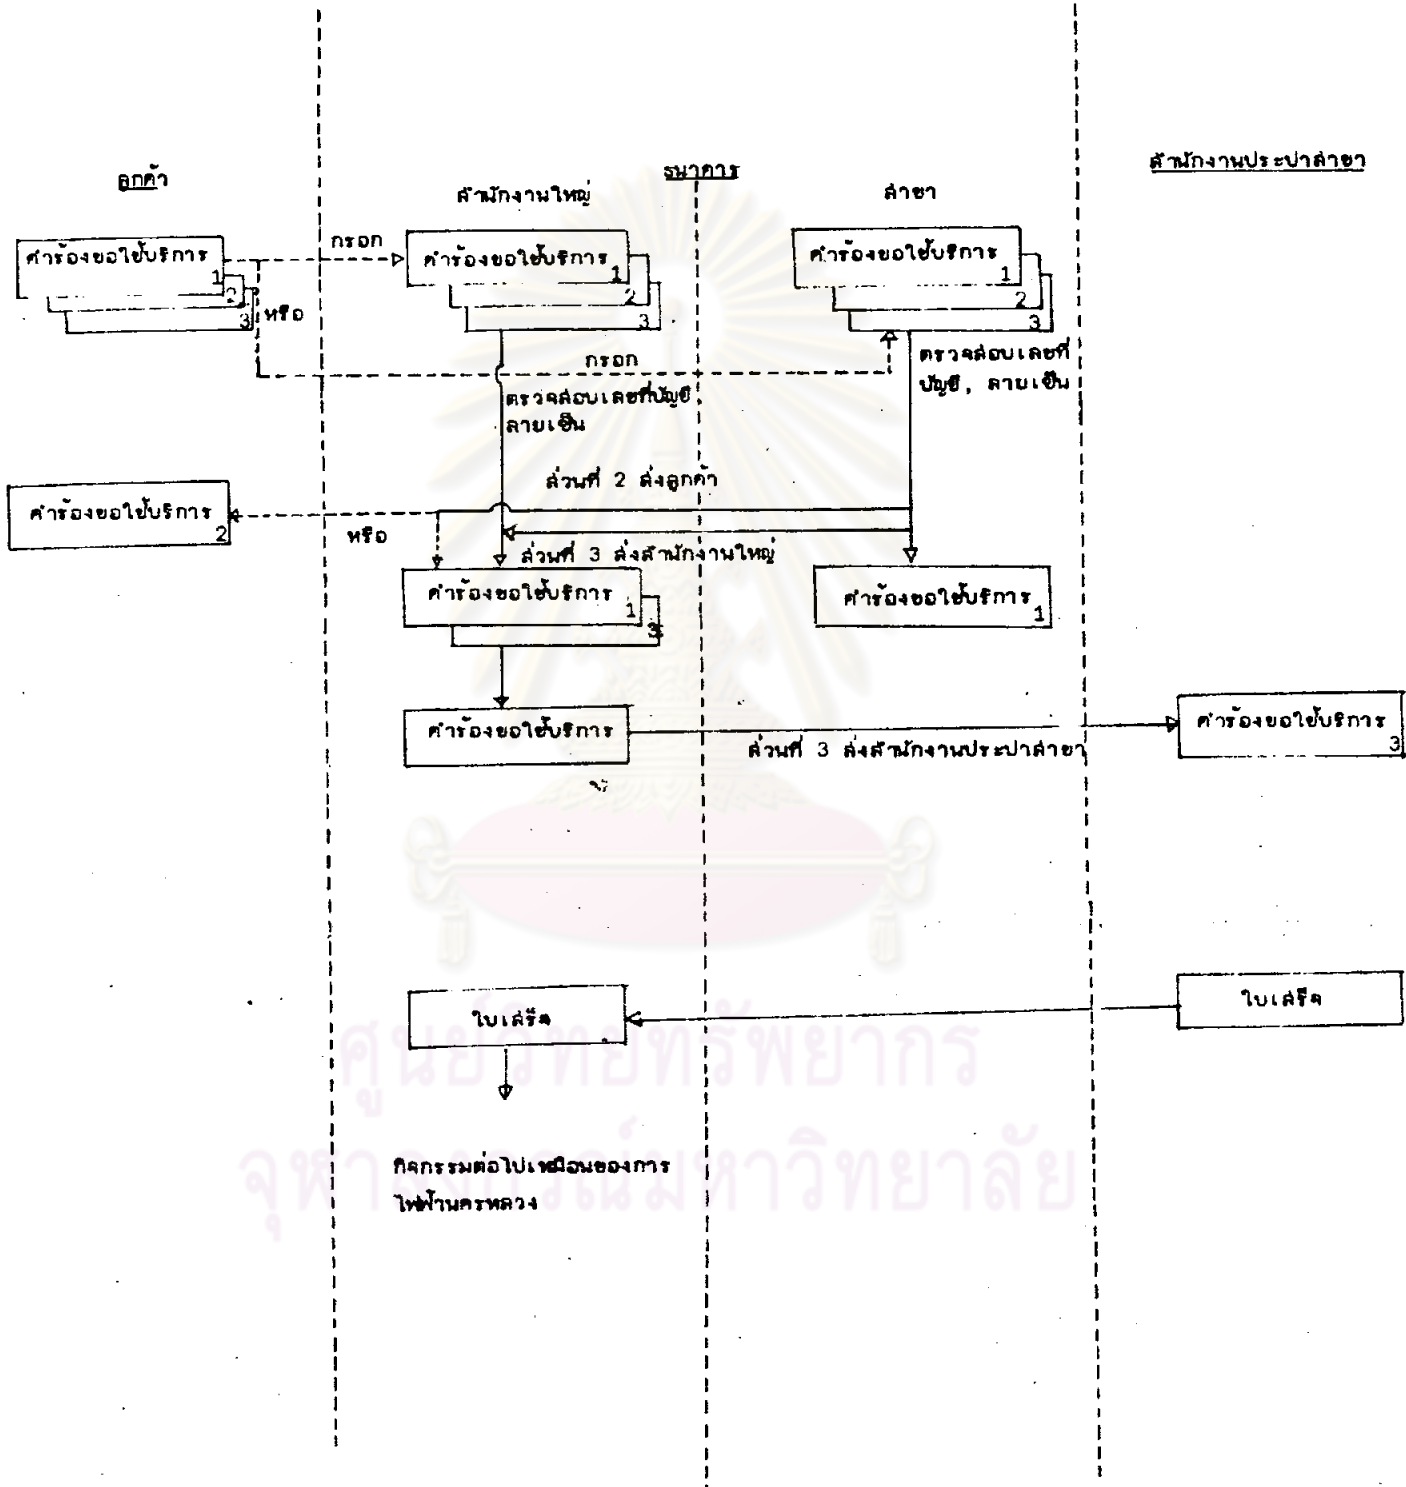 ธนาคาร
ลูกค้า
สำนักงานใหญ่
สาขา
สำนักงานประปาสาขา
คำร้องขอใช้บริการ
1
2
3
กรอก
หรือ
คำร้องขอใช้บริการ
1
2
3
คำร้องขอใช้บริการ
1
2
3
กรอก
ตรวจสอบเลขที่บัญชี,
ลายเซ็น
ตรวจสอบเลขที่
บัญชี, ลายเซ็น
ส่วนที่ 2 ส่งลูกค้า
คำร้องขอใช้บริการ
2
หรือ
ส่วนที่ 3 ส่งสำนักงานใหญ่
คำร้องขอใช้บริการ
1
3
คำร้องขอใช้บริการ
1
คำร้องขอใช้บริการ
ส่วนที่ 3 ส่งสำนักงานประปาสาขา
คำร้องขอใช้บริการ
3
ใบเสร็จ
ใบเสร็จ
กิจกรรมต่อไปเหมือนของการ
ไฟฟ้านครหลวง
ศูนย์วิทยทรัพยากร
จุฬาลงกรณ์มหาวิทยาลัย